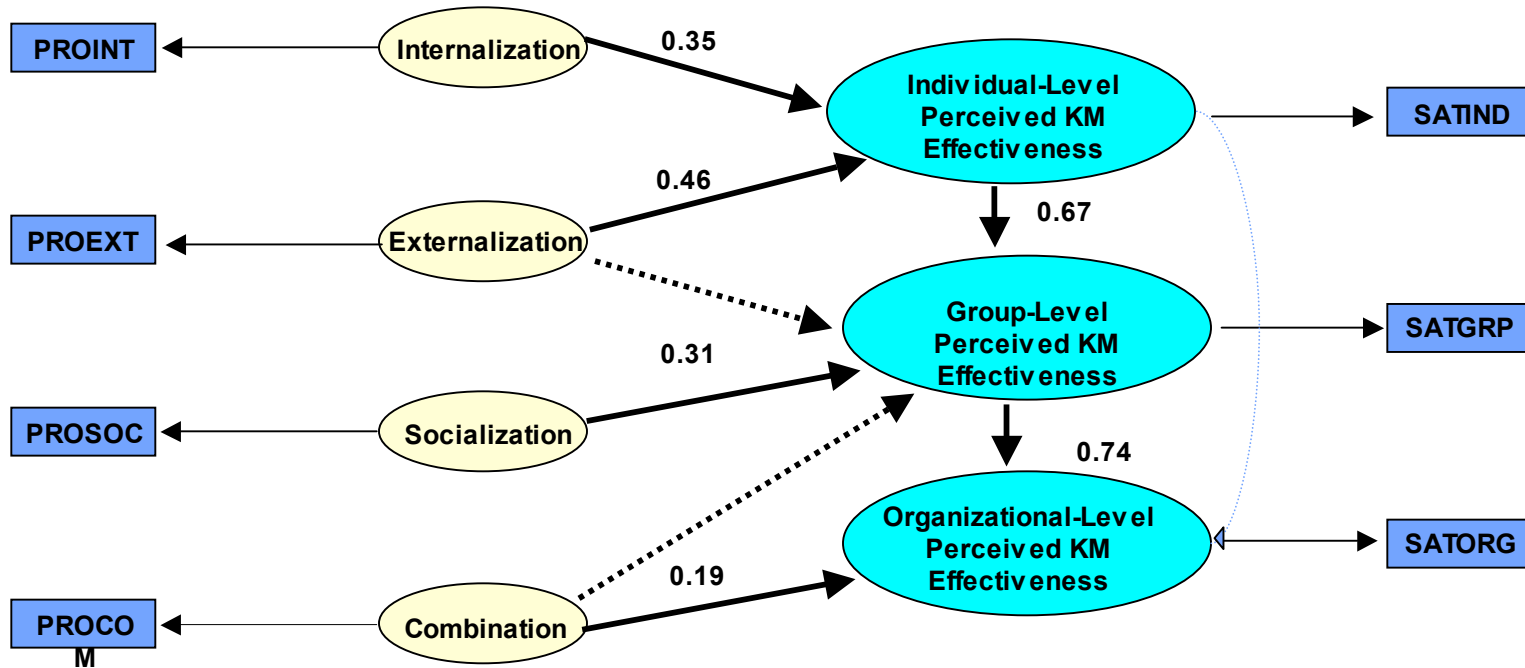 PROINT
Internalization
0.35
Individual-Level
Perceived KM
Effectiveness
SATIND
0.46
PROEXT
Externalization
0.67
Group-Level
Perceived KM
Effectiveness
SATGRP
0.31
PROSOC
Socialization
0.74
Organizational-Level
Perceived KM
Effectiveness
SATORG
0.19
PROCO
M
Combination